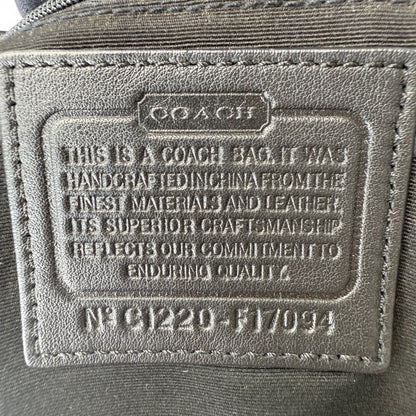 COACH
THIS IS A COACH BAG. IT WAS
HANDCRAFTED IN CHINA FROM THE
FINEST MATERIALS AND LEATHER.
ITS SUPERIOR CRAFTSMANSHIP
REFLECTS OUR COMMITMENT TO
ENDURING QUALITY.
Nº G1220-F17094